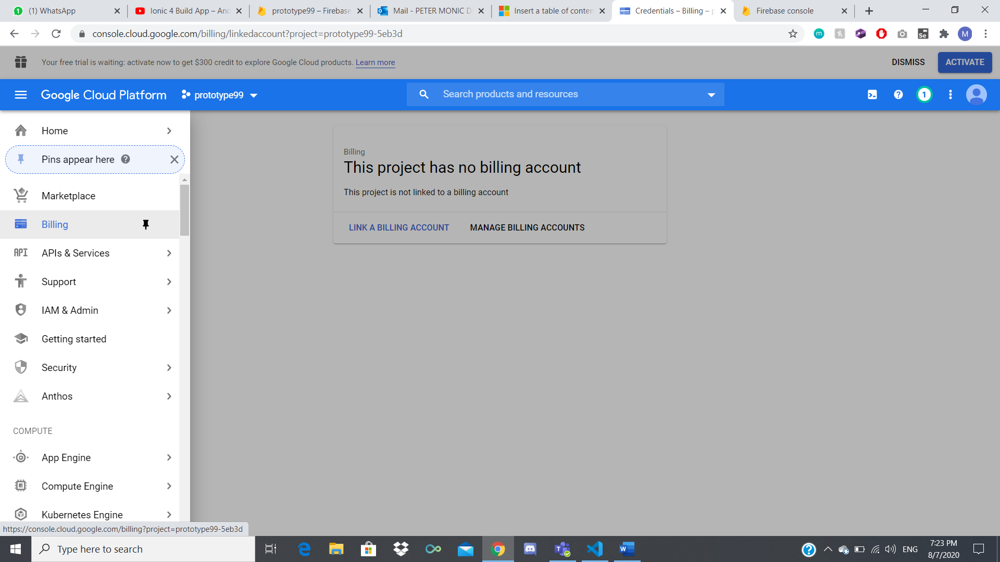 (1) WhatsApp
Ionic 4 Build App – And
prototype99 – Firebase
Mail - PETER MONIC D
Insert a table of conten
Credentials – Billing – p
Firebase console
console.cloud.google.com/billing/linkedaccount?project=prototype99-5eb3d
m
h
Se
M
Your free trial is waiting: activate now to get $300 credit to explore Google Cloud products. Learn more
DISMISS
ACTIVATE
Google Cloud Platform
prototype99
Search products and resources
1
Home
Pins appear here
Marketplace
Billing
API
APIs & Services
Support
IAM & Admin
Getting started
Security
Anthos
COMPUTE
App Engine
Compute Engine
Kubernetes Engine
Billing
This project has no billing account
This project is not linked to a billing account
LINK A BILLING ACCOUNT
MANAGE BILLING ACCOUNTS
https://console.cloud.google.com/billing?project=prototype99-5eb3d
Type here to search
ENG
7:23 PM
8/7/2020